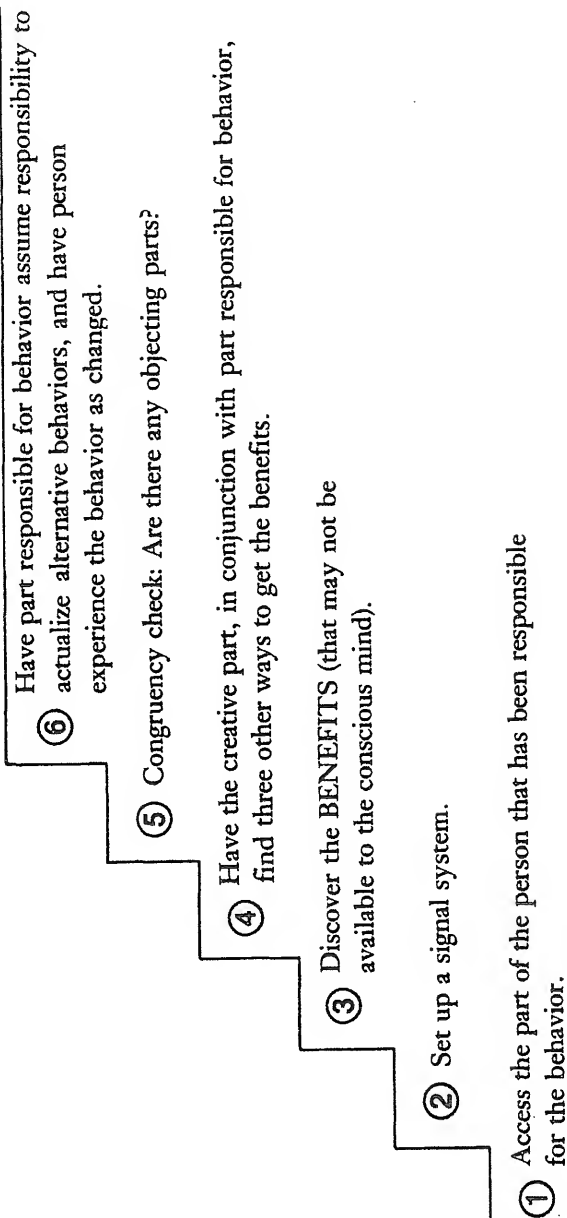 ⑥ Have part responsible for behavior assume responsibility to
actualize alternative behaviors, and have person
experience the behavior as changed.
⑤ Congruency check: Are there any objecting parts?
④ Have the creative part, in conjunction with part responsible for behavior,
find three other ways to get the benefits.
③ Discover the BENEFITS (that may not be
available to the conscious mind).
② Set up a signal system.
① Access the part of the person that has been responsible
for the behavior.